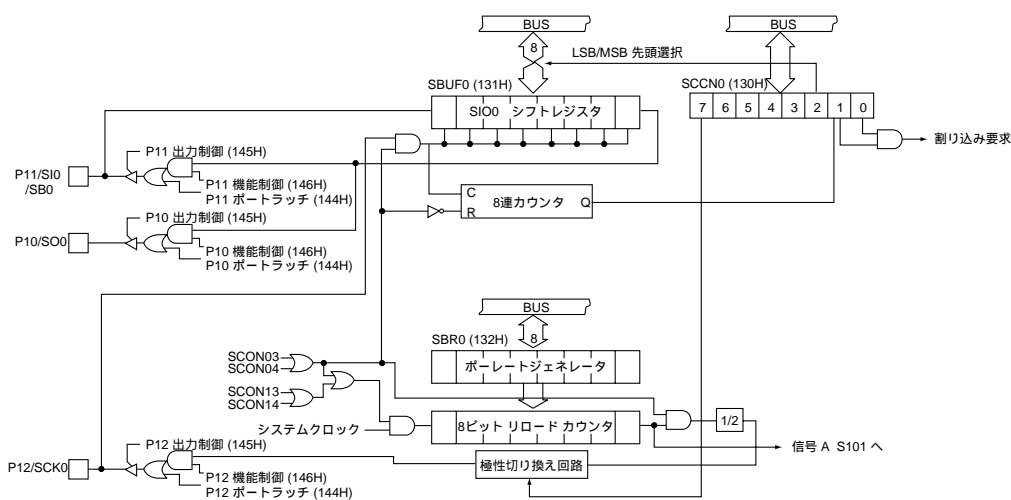 BUS
BUS
8
LSB/MSB 先頭選択
SBUF0 (131H)
SCCN0 (130H)
SIO0 シフトレジスタ
7 6 5 4 3 2 1 0
割り込み要求
P11 出力制御 (145H)
P11/SI0
/SB0
P11 機能制御 (146H)
P11 ポートラッチ (144H)
C
R
8連カウンタ
Q
P10 出力制御 (145H)
P10/SO0
P10 機能制御 (146H)
P10 ポートラッチ (144H)
BUS
8
SBR0 (132H)
SCON03
SCON04
ポーレートジェネレータ
SCON13
SCON14
システムクロック
8ビット リロード カウンタ
1/2
信号 A S101 へ
P12 出力制御 (145H)
P12/SCK0
極性切り換え回路
P12 機能制御 (146H)
P12 ポートラッチ (144H)